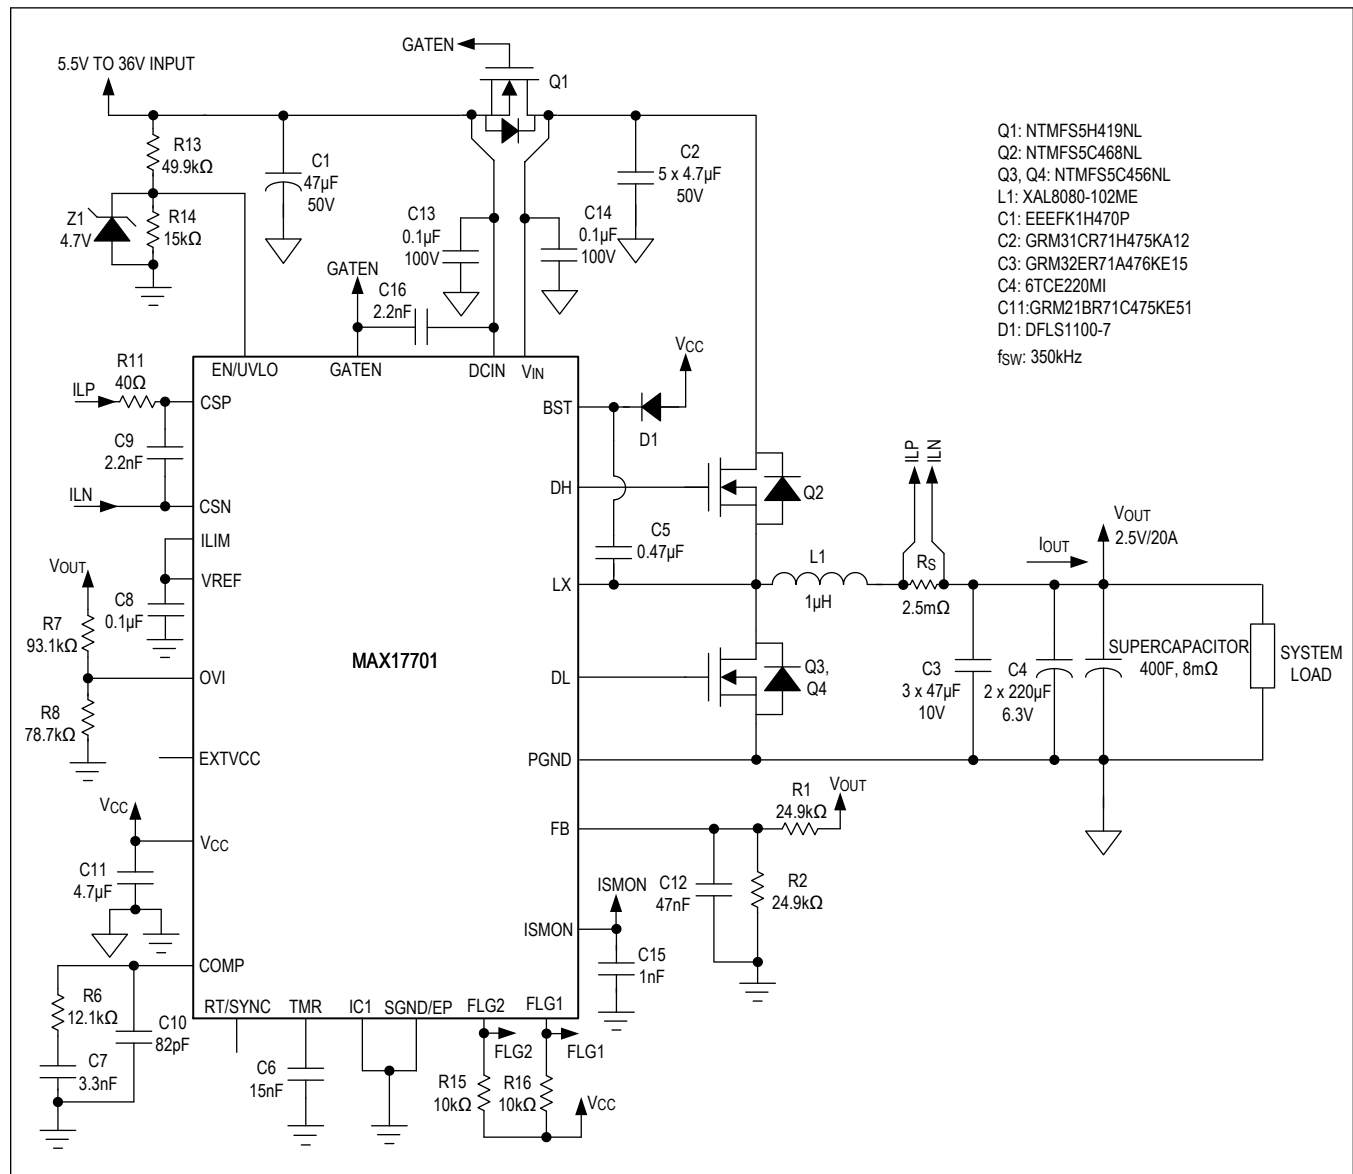 GATEN
5.5V TO 36V INPUT
Q1
R13
49.9kΩ
C1
47µF
50V
C2
5 x 4.7µF
50V
Q1: NTMFS5H419NL
Q2: NTMFS5C468NL
Q3, Q4: NTMFS5C456NL
L1: XAL8080-102ME
C1: EEEFK1H470P
C2: GRM31CR71H475KA12
C3: GRM32ER71A476KE15
C4: 6TCE220MI
C11:GRM21BR71C475KE51
D1: DFLS1100-7
fSW: 350kHz
Z1
4.7V
R14
15kΩ
C13
0.1µF
100V
C14
0.1µF
100V
GATEN
C16
2.2nF
EN/UVLO
GATEN
DCIN
VIN
VCC
R11
40Ω
ILP
CSP
BST
D1
C9
2.2nF
ILP
ILN
DH
Q2
ILN
CSN
ILIM
VREF
C5
0.47µF
VOUT
2.5V/20A
IOUT
VOUT
C8
0.1µF
LX
L1
1µH
RS
2.5mΩ
R7
93.1kΩ
MAX17701
SUPERCAPACITOR
400F, 8mΩ
SYSTEM
LOAD
OVI
DL
Q3,
Q4
C3
3 x 47µF
10V
C4
2 x 220µF
6.3V
R8
78.7kΩ
EXTVCC
PGND
VCC
VCC
FB
R1
24.9kΩ
VOUT
C11
4.7µF
C12
47nF
R2
24.9kΩ
ISMON
ISMON
C15
1nF
COMP
R6
12.1kΩ
C10
82pF
C7
3.3nF
RT/SYNC
TMR
IC1
SGND/EP
FLG2
FLG1
FLG2
FLG1
C6
15nF
R15
10kΩ
R16
10kΩ
VCC